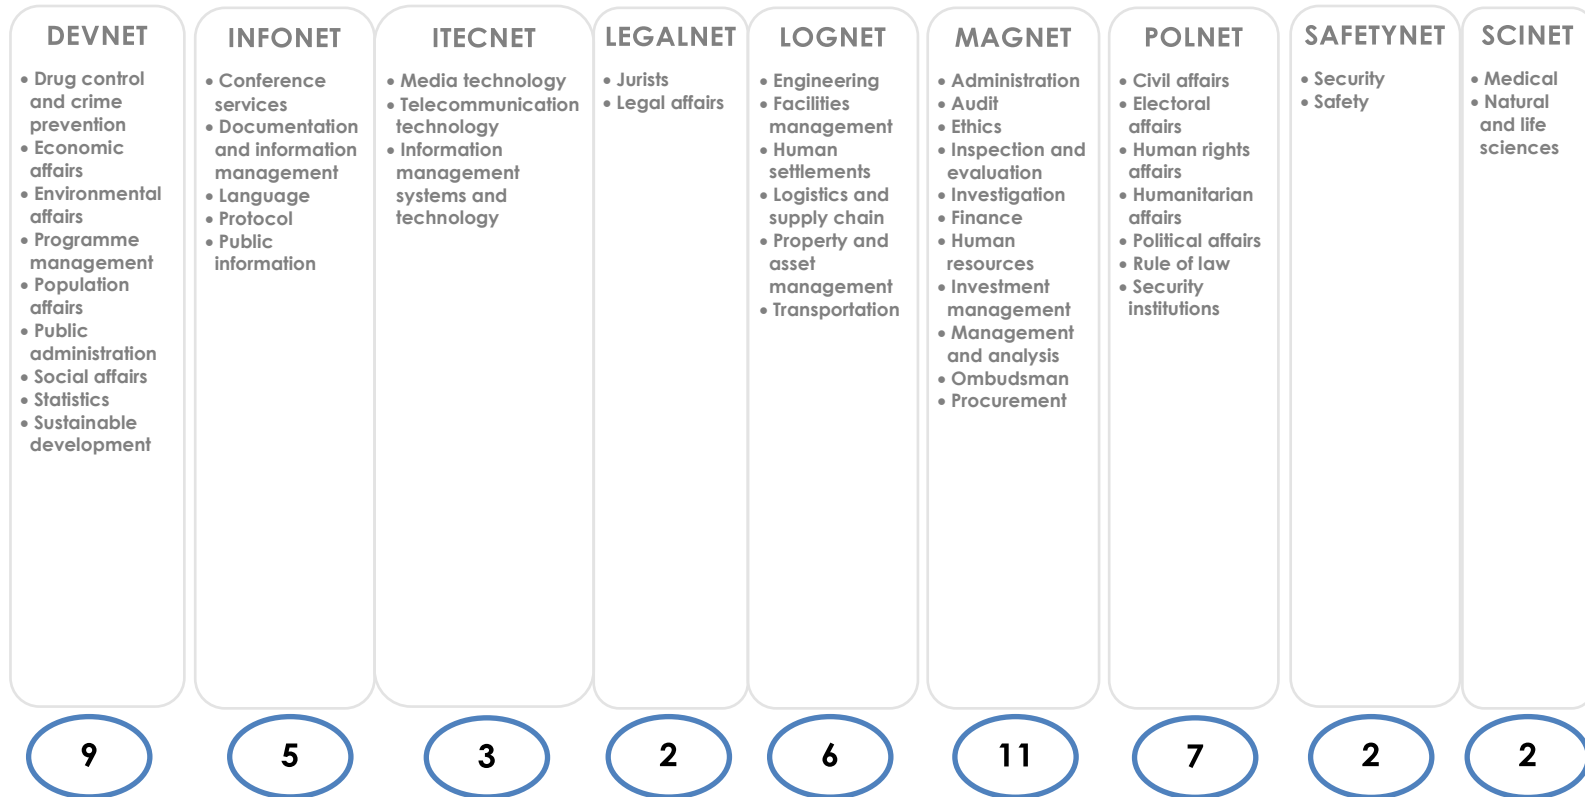 DEVNET
• Drug control
and crime
prevention
• Economic
affairs
• Environmental
affairs
• Programme
management
• Population
affairs
• Public
administration
• Social affairs
• Statistics
• Sustainable
development
9
INFONET
• Conference
services
• Documentation
and information
management
• Language
• Protocol
• Public
information
5
ITECNET
• Media technology
• Telecommunication
technology
• Information
management
systems and
technology
3
LEGALNET
• Jurists
• Legal affairs
2
LOGNET
• Engineering
• Facilities
management
• Human
settlements
• Logistics and
supply chain
• Property and
asset
management
• Transportation
6
MAGNET
• Administration
• Audit
• Ethics
• Inspection and
evaluation
• Investigation
• Finance
• Human
resources
• Investment
management
• Management
and analysis
• Ombudsman
• Procurement
11
POLNET
• Civil affairs
• Electoral
affairs
• Human rights
affairs
• Humanitarian
affairs
• Political affairs
• Rule of law
• Security
institutions
7
SAFETYNET
• Security
• Safety
2
SCINET
• Medical
• Natural
and life
sciences
2